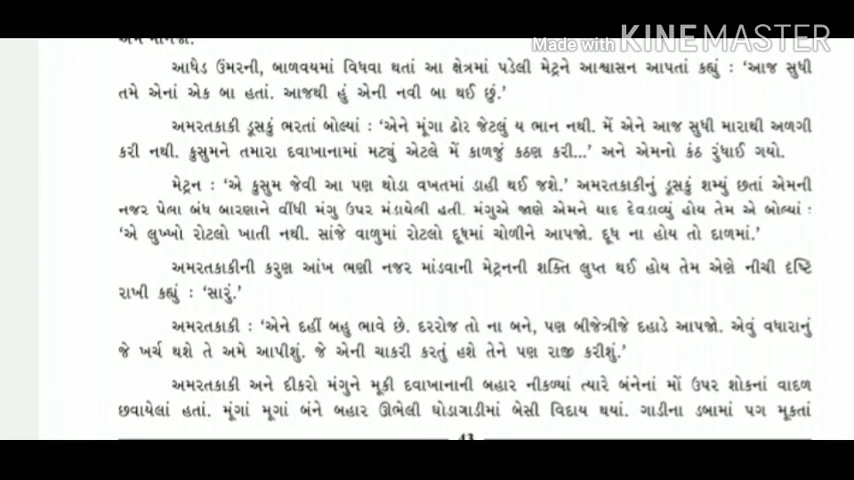 Made with KINEMASTER
અને માનજો.
આધેડ ઉંમરની, બાળવયમાં વિધવા થતાં આ ક્ષેત્રમાં પડેલી મેટ્રને આશ્વાસન આપતાં કહ્યું : ‘આજ સુધી
તમે એનાં એક બા હતાં. આજથી હું એની નવી બા થઈ છું.’
અમરતકાકી ડૂસકું ભરતાં બોલ્યાં : ‘એને મૂંગા ઢોર જેટલું ય ભાન નથી. મેં એને આજ સુધી મારાથી અળગી
કરી નથી. કુસુમને તમારા દવાખાનામાં મટ્યું એટલે મેં કાળજું કઠણ કરી...’ અને એમનો કંઠ રુંધાઈ ગયો.
મેટ્રન : ‘એ કુસુમ જેવી આ પણ થોડા વખતમાં ડાહી થઈ જશે.’ અમરતકાકીનું ડૂસકું શમ્યું છતાં એમની
નજર પેલા બંધ બારણાને વીંધી મંગુ ઉપર મંડાયેલી હતી. મંગુએ જાણે એમને યાદ દેવડાવ્યું હોય તેમ એ બોલ્યાં :
‘એ લુખ્ખો રોટલો ખાતી નથી. સાંજે વાળુમાં રોટલો દૂધમાં ચોળીને આપજો. દૂધ ના હોય તો દાળમાં.’
અમરતકાકીની કરુણ આંખ ભણી નજર માંડવાની મેટ્રનની શક્તિ લુપ્ત થઈ હોય તેમ એણે નીચી દૃષ્ટિ
રાખી કહ્યું : ‘સારું.’
અમરતકાકી : ‘એને દહીં બહુ ભાવે છે. દરરોજ તો ના બને, પણ બીજેત્રીજે દહાડે આપજો. એવું વધારાનું
જે ખર્ચ થશે તે અમે આપીશું. જે એની ચાકરી કરતું હશે તેને પણ રાજી કરીશું.’
અમરતકાકી અને દીકરો મંગુને મૂકી દવાખાનાની બહાર નીકળ્યાં ત્યારે બંનેનાં મોં ઉપર શોકનાં વાદળ
છવાયેલાં હતાં. મૂંગાં મૂગાં બંને બહાર ઊભેલી ઘોડાગાડીમાં બેસી વિદાય થયાં. ગાડીના ડબામાં પગ મૂકતાં
43